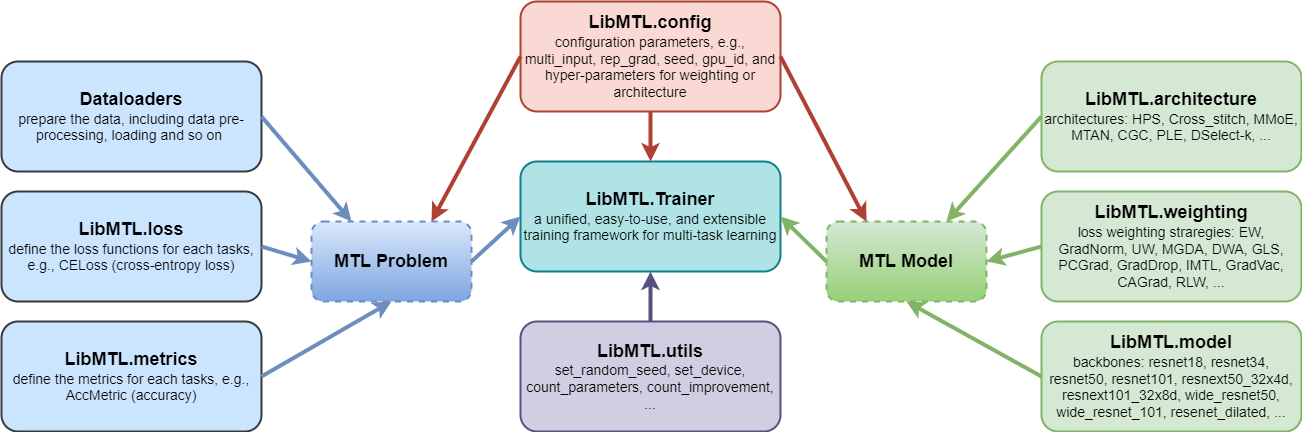 LibMTL.config
configuration parameters, e.g.,
multi_input, rep_grad, seed, gpu_id, and
hyper-parameters for weighting or
architecture
Dataloaders
prepare the data, including data pre-
processing, loading and so on
LibMTL.loss
define the loss functions for each tasks,
e.g., CELoss (cross-entropy loss)
LibMTL.metrics
define the metrics for each tasks, e.g.,
AccMetric (accuracy)
MTL Problem
LibMTL.Trainer
a unified, easy-to-use, and extensible
training framework for multi-task learning
LibMTL.utils
set_random_seed, set_device,
count_parameters, count_improvement,
...
MTL Model
LibMTL.architecture
architectures: HPS, Cross_stitch, MMoE,
MTAN, CGC, PLE, DSelect-k, ...
LibMTL.weighting
loss weighting straregies: EW,
GradNorm, UW, MGDA, DWA, GLS,
PCGrad, GradDrop, IMTL, GradVac,
CAGrad, RLW, ...
LibMTL.model
backbones: resnet18, resnet34,
resnet50, resnet101, resnext50_32x4d,
resnext101_32x8d, wide_resnet50,
wide_resnet_101, resenet_dilated, ...